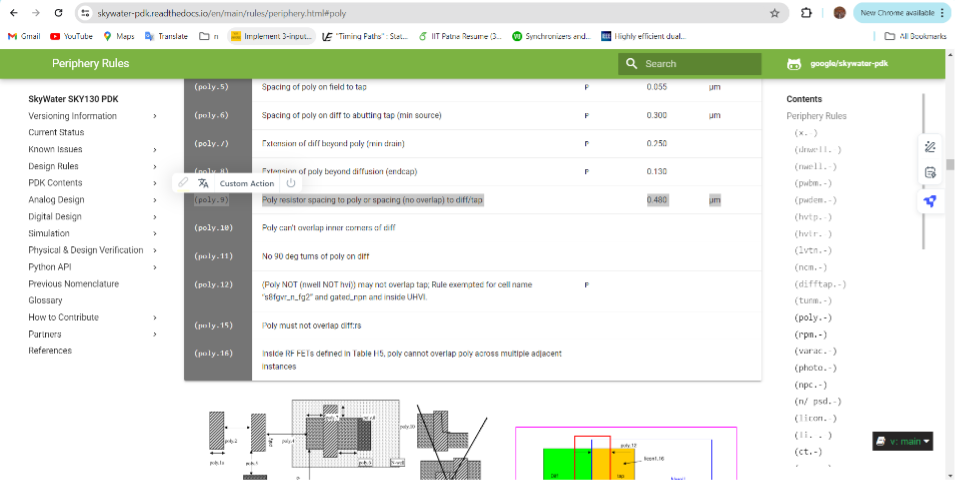 skywater-pdk.readthedocs.io/en/main/rules/periphery.html#poly
New Chrome available
Gmail
YouTube
Maps
Translate
n
Implement 3-input...
"Timing Paths" : Stat...
IIT Patna Resume (3...
Synchronizers and...
Highly efficient dual...
All Bookmarks
Periphery Rules
Search
google/skywater-pdk
SkyWater SKY130 PDK
Versioning Information
Current Status
Known Issues
Design Rules
PDK Contents
Analog Design
Digital Design
Simulation
Physical & Design Verification
Python API
Previous Nomenclature
Glossary
How to Contribute
Partners
References
(poly.5) Spacing of poly on field to tap P 0.055 µm
(poly.6) Spacing of poly on diff to abutting tap (min source) P 0.300 µm
(poly.7) Extension of diff beyond poly (min drain) P 0.250
(poly.8) Extension of poly beyond diffusion (endcap) P 0.130
Custom Action
(poly.9) Poly resistor spacing to poly or spacing (no overlap) to diff/tap 0.480 µm
(poly.10) Poly can't overlap inner corners of diff
(poly.11) No 90 deg turns of poly on diff
(poly.12) (Poly NOT (nwell NOT hvi)) may not overlap tap; Rule exempted for cell name P
"s8fgvr_n_fg2" and gated_npn and inside UHVI.
(poly.15) Poly must not overlap diff:rs
(poly.16) Inside RF FETs defined in Table H5, poly cannot overlap poly across multiple adjacent
instances
Contents
Periphery Rules
(x. )
(dnwell. )
(nwell. )
(pwbm.-)
(pwdem.-)
(hvtp.-)
(hvtr. )
(lvtn.-)
(ncm.-)
(difftap.-)
(tunm.-)
(poly.-)
(rpm.-)
(varac.-)
(photo.-)
(npc.-)
(n/ psd.-)
(licon.-)
(li. . )
(ct.-)
v: main
poly.2
poly.4
poly.10